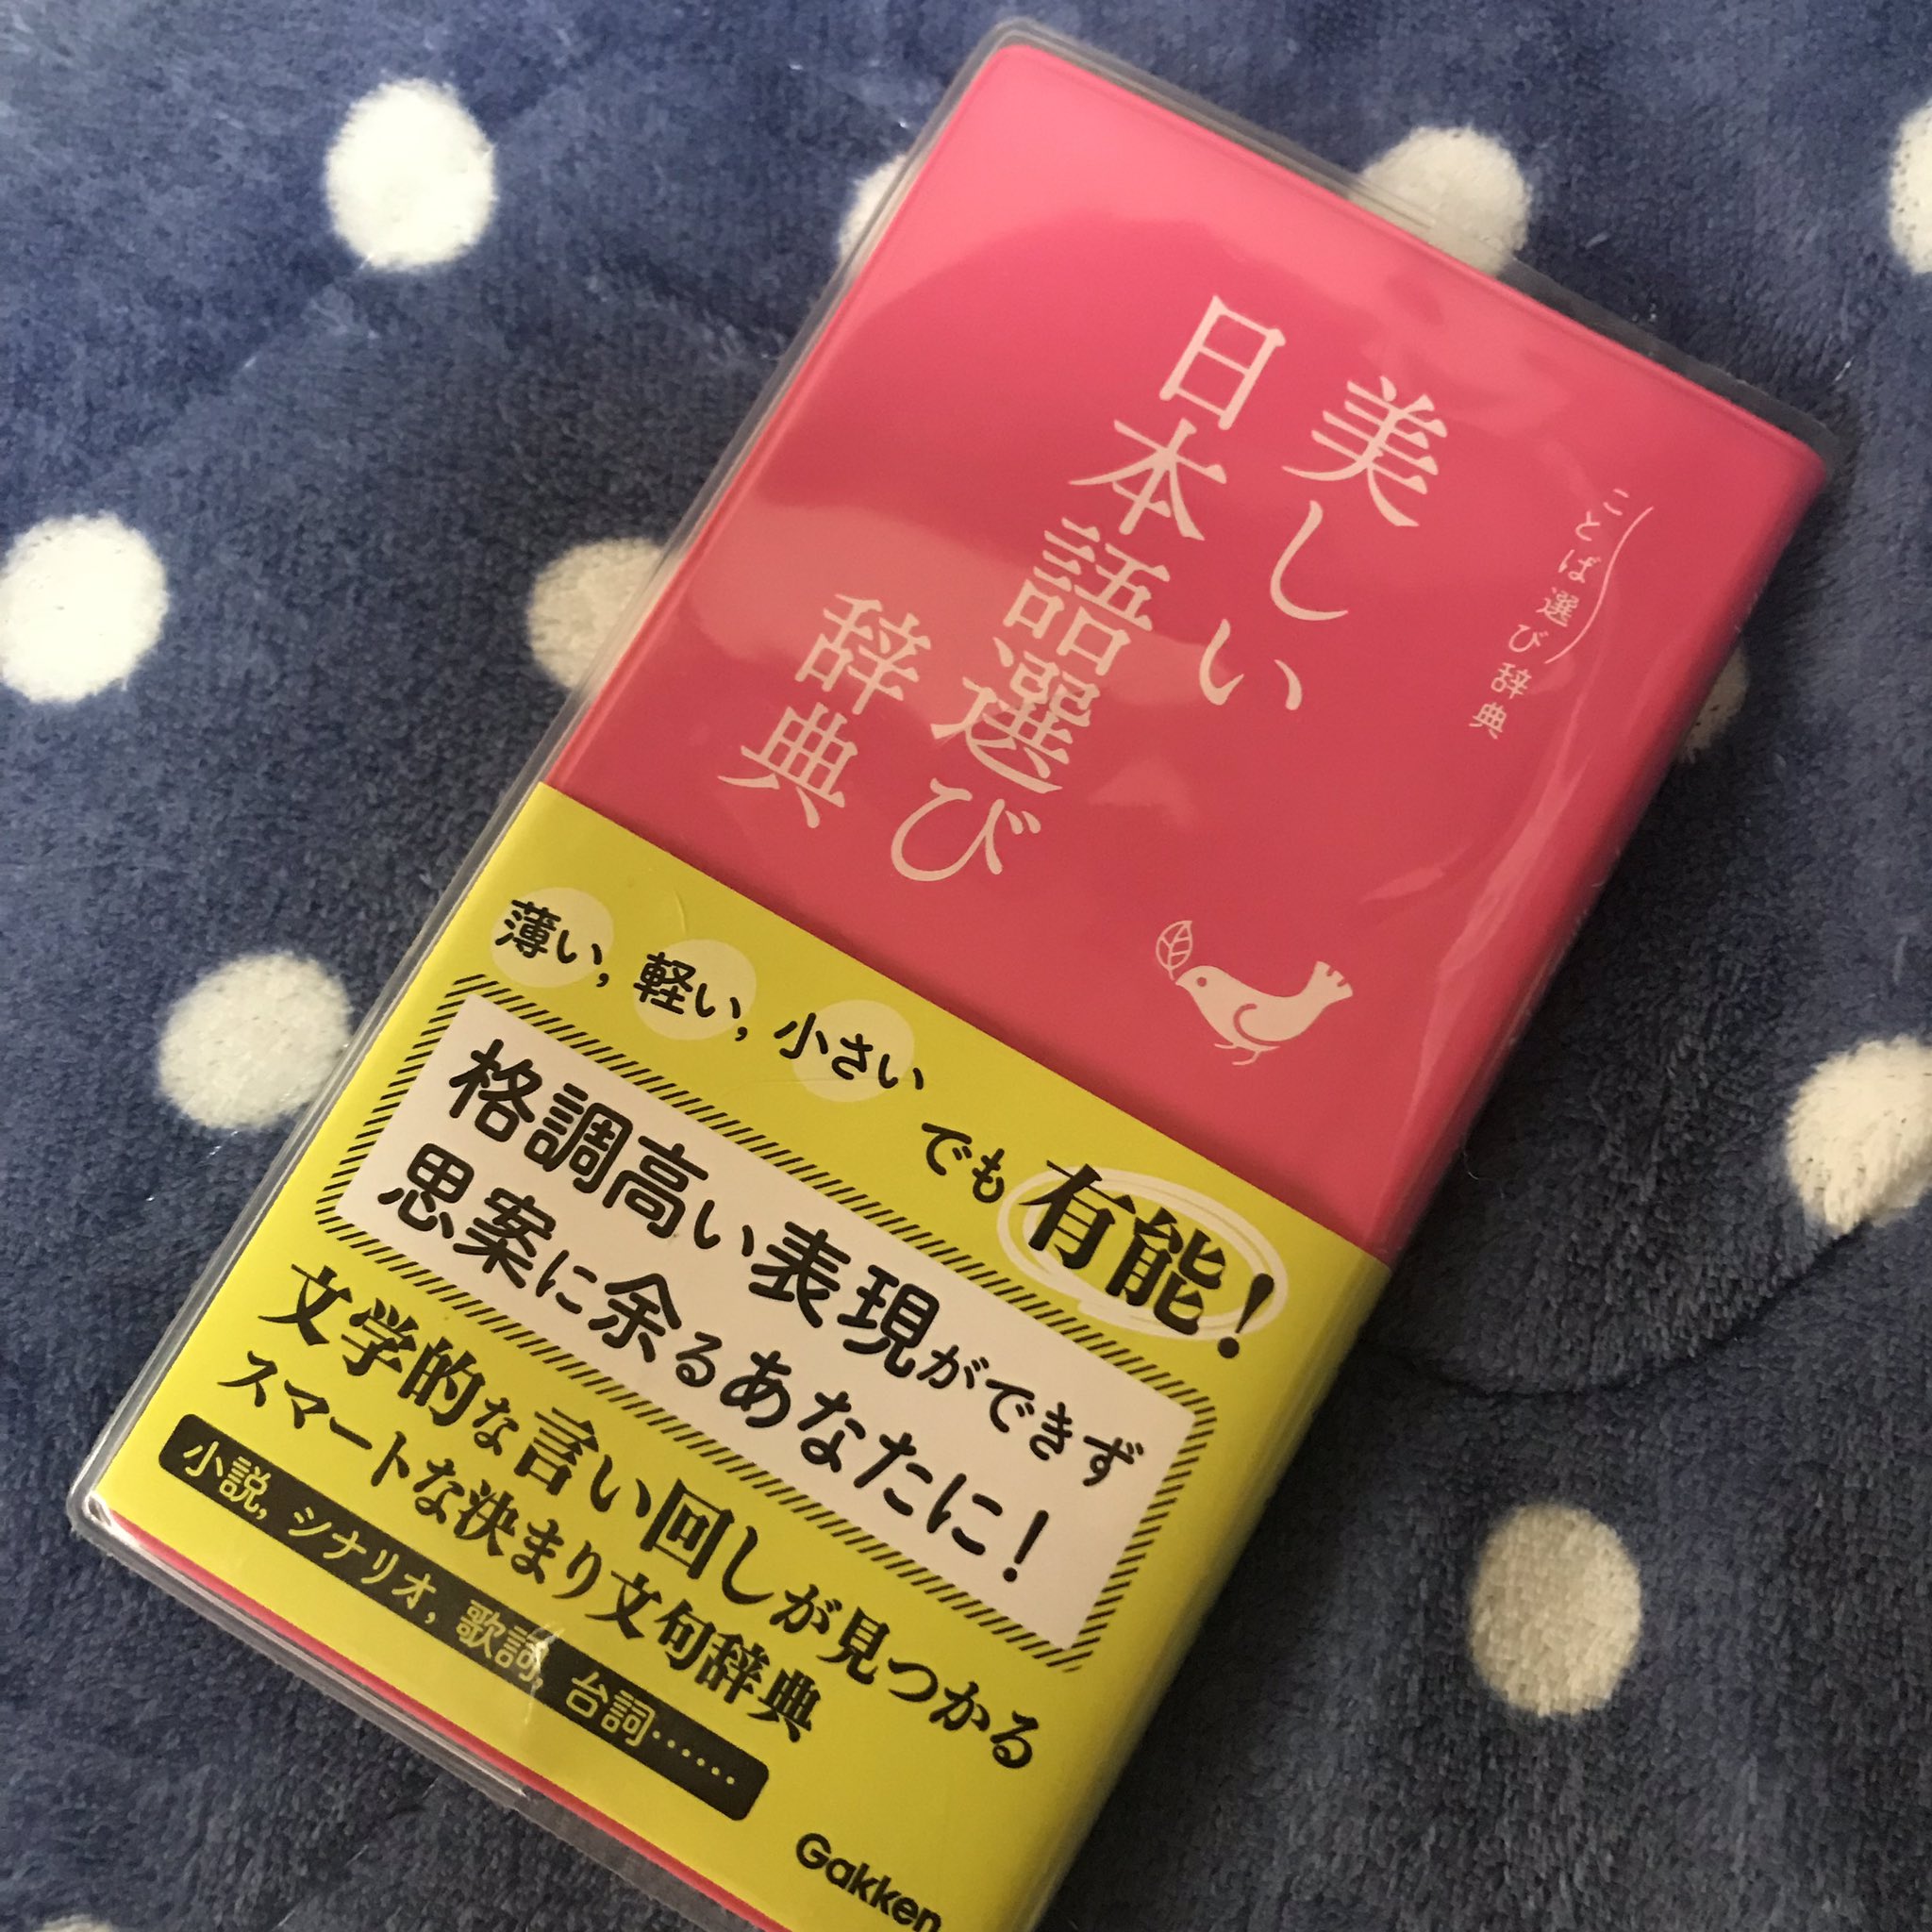 ことば選び辞典
美しい
日本語選び
辞典
薄い, 軽い, 小さい
でも有能!
格調高い表現ができず
思案に余るあなたに!
文学的な言い回しが見つかる
スマートな決まり文句辞典
小説, シナリオ, 歌詞, 台詞……
Gakken